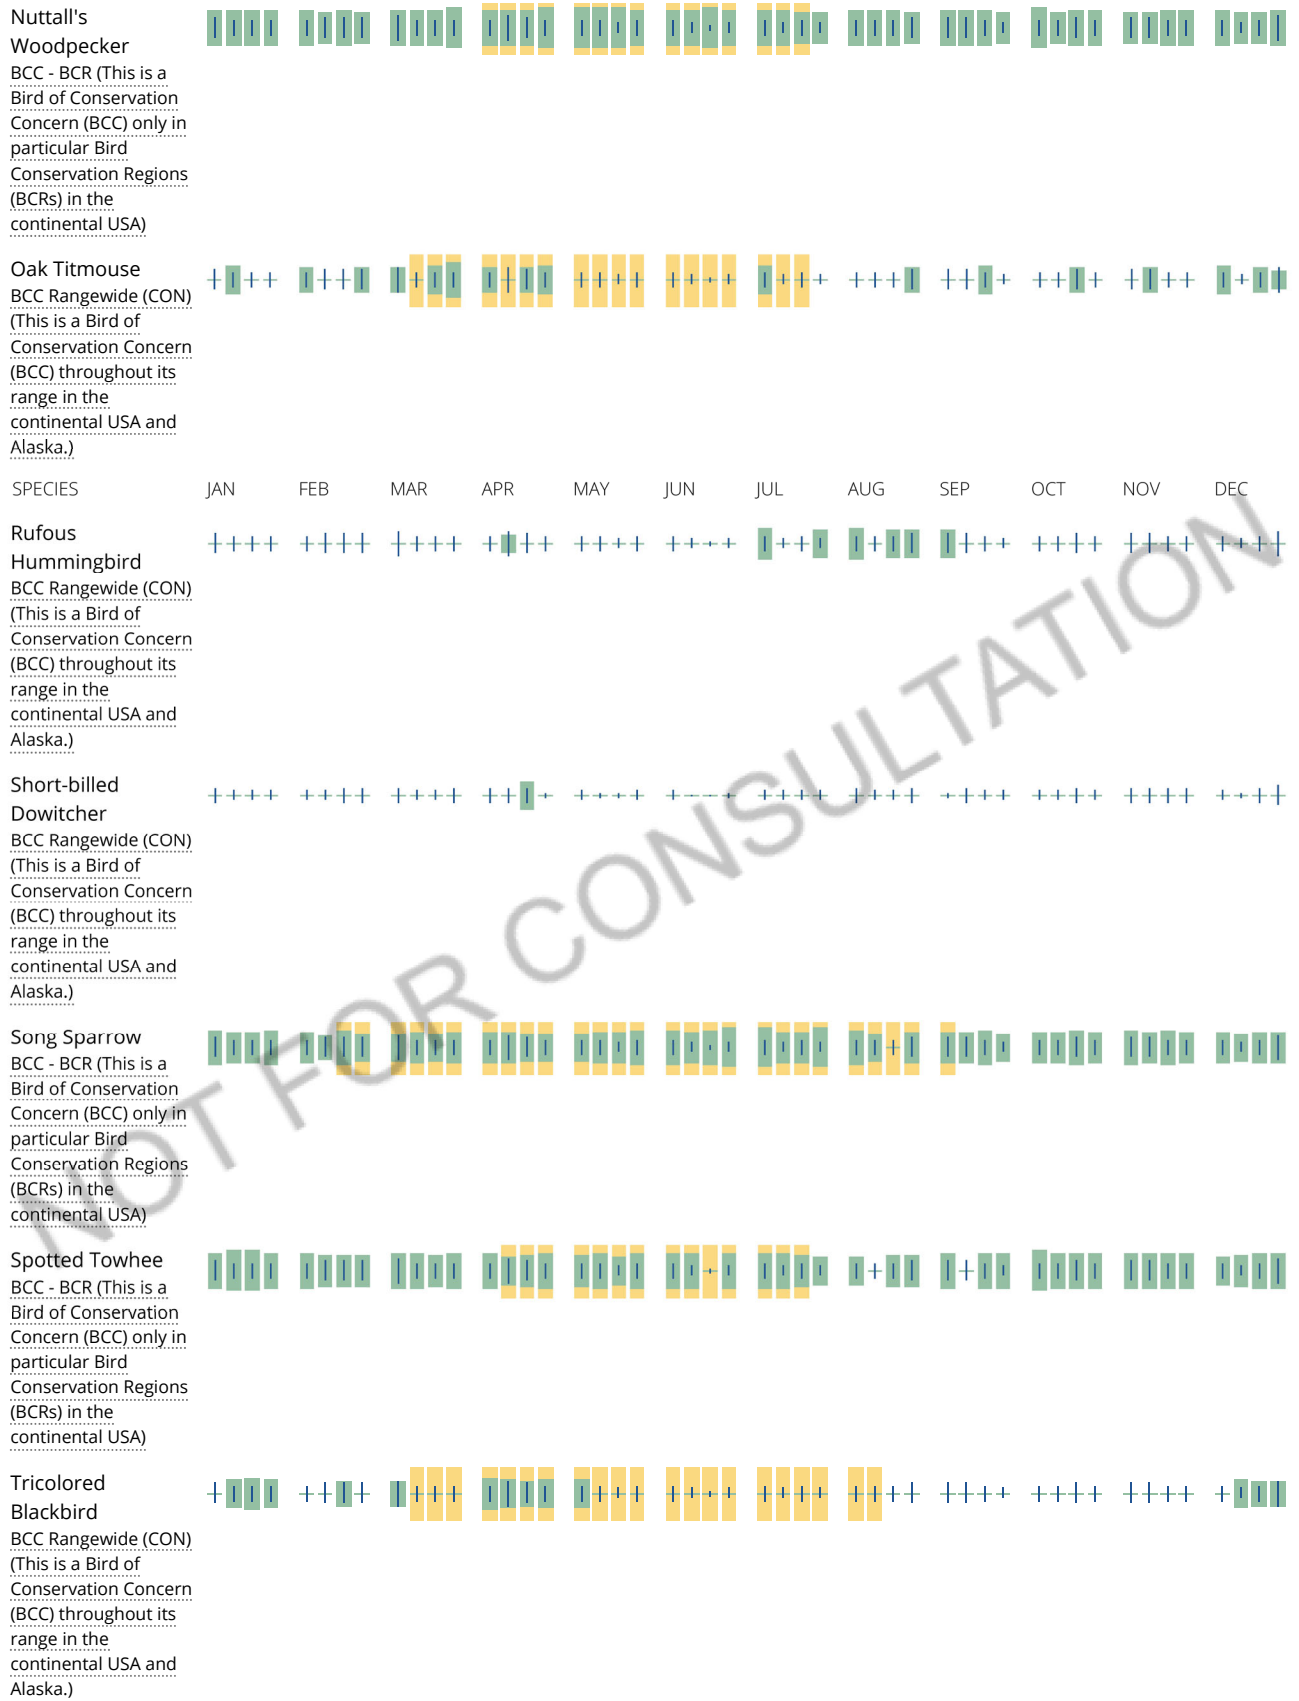 Nuttall's
Woodpecker
BCC - BCR (This is a
Bird of Conservation
Concern (BCC) only in
particular Bird
Conservation Regions
(BCRs) in the
continental USA)
Oak Titmouse
BCC Rangewide (CON)
(This is a Bird of
Conservation Concern
(BCC) throughout its
range in the
continental USA and
Alaska.)
SPECIES JAN FEB MAR APR MAY JUN JUL AUG SEP OCT NOV DEC
Rufous
Hummingbird
BCC Rangewide (CON)
(This is a Bird of
Conservation Concern
(BCC) throughout its
range in the
continental USA and
Alaska.)
Short-billed
Dowitcher
BCC Rangewide (CON)
(This is a Bird of
Conservation Concern
(BCC) throughout its
range in the
continental USA and
Alaska.)
Song Sparrow
BCC - BCR (This is a
Bird of Conservation
Concern (BCC) only in
particular Bird
Conservation Regions
(BCRs) in the
continental USA)
Spotted Towhee
BCC - BCR (This is a
Bird of Conservation
Concern (BCC) only in
particular Bird
Conservation Regions
(BCRs) in the
continental USA)
Tricolored
Blackbird
BCC Rangewide (CON)
(This is a Bird of
Conservation Concern
(BCC) throughout its
range in the
continental USA and
Alaska.)
NOT FOR CONSULTATION